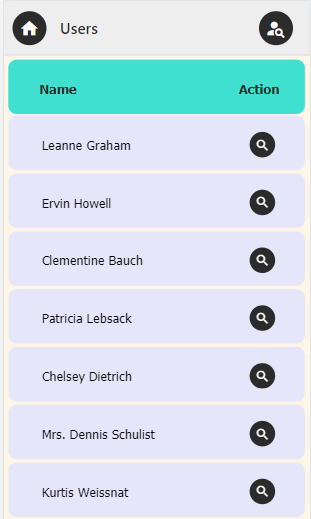 Users
Name Action
Leanne Graham
Ervin Howell
Clementine Bauch
Patricia Lebsack
Chelsey Dietrich
Mrs. Dennis Schulist
Kurtis Weissnat